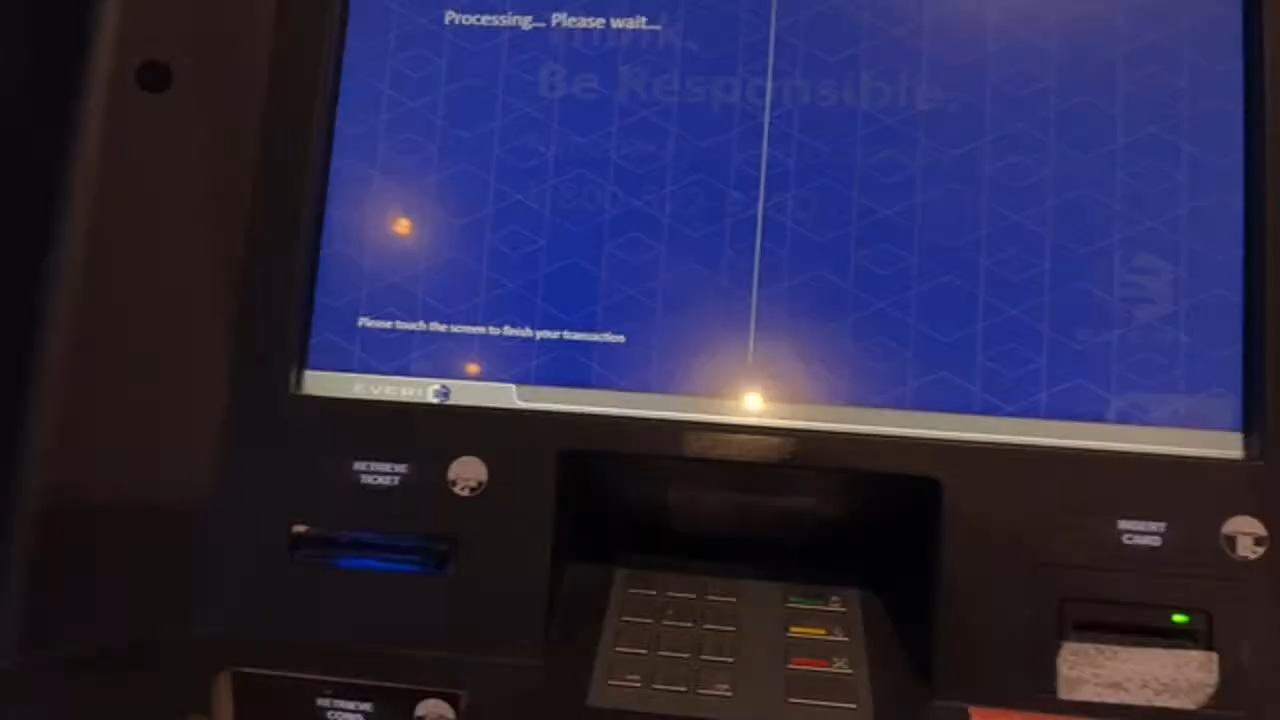 Processing... Please wait...
Think.
Be Responsible.
Please touch the screen to finish your transaction
EVERI
RETRIEVE
TICKET
INSERT
CARD
RETRIEVE
COINS